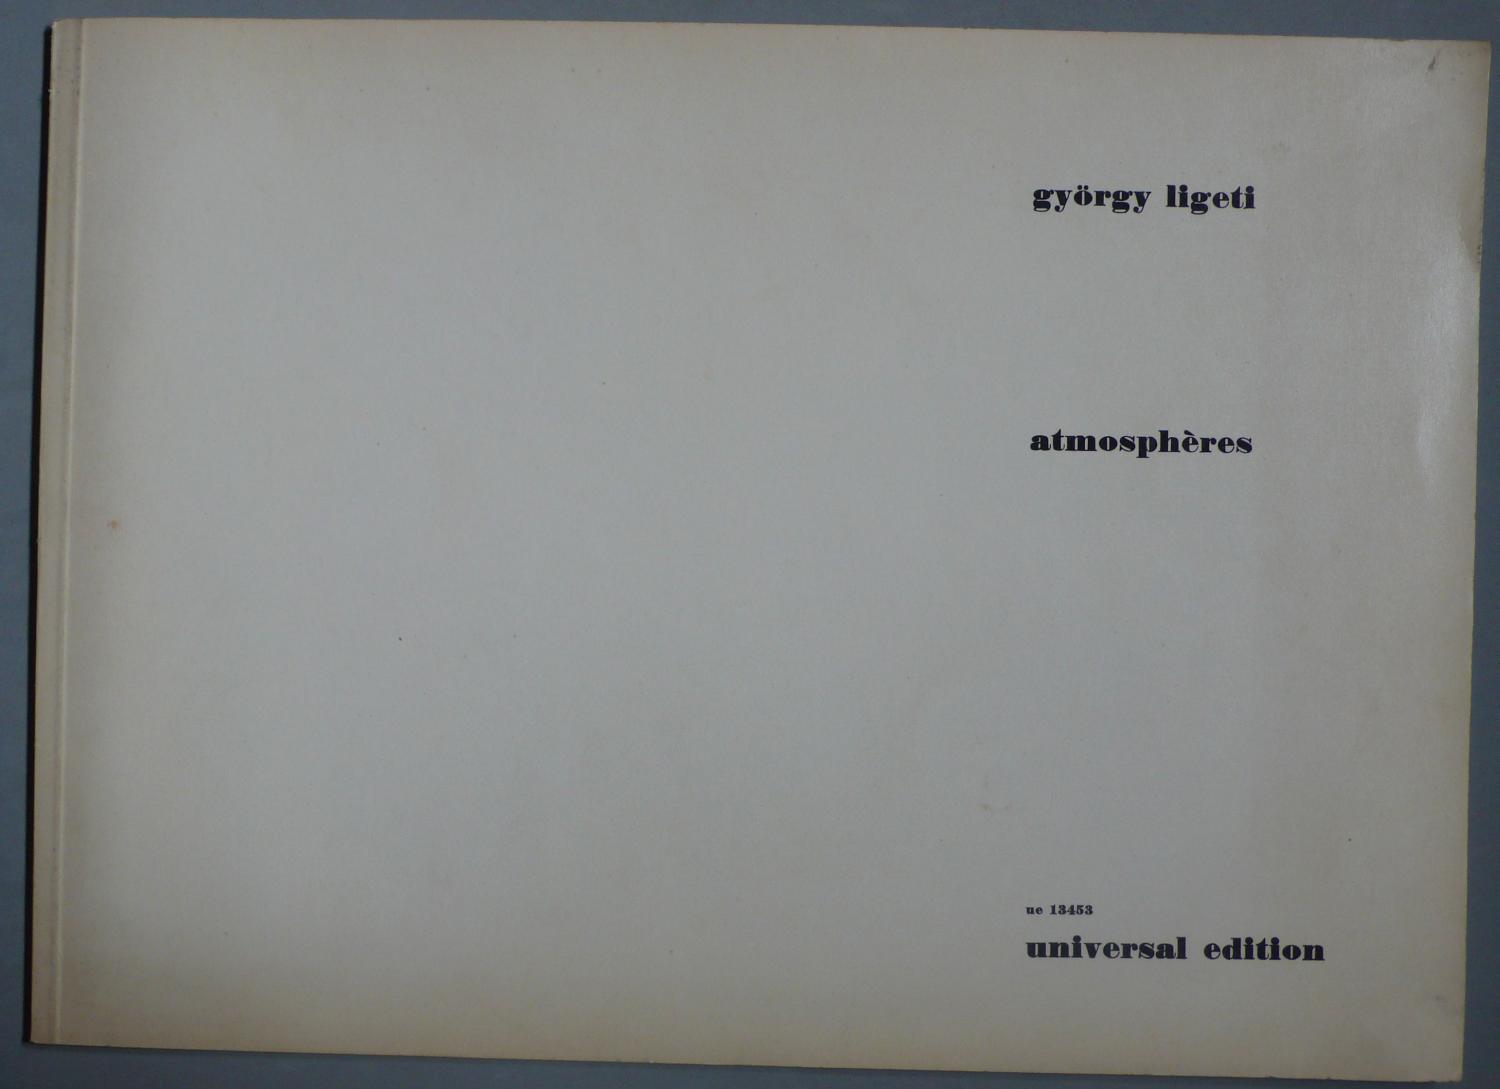 györgy ligeti
atmosphères
ue 13453
universal edition